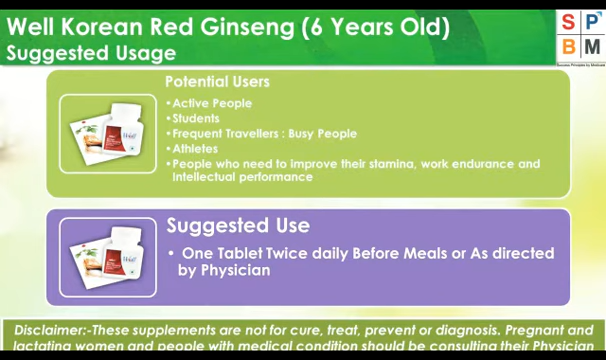 Well Korean Red Ginseng (6 Years Old)
Suggested Usage
S P
B M
Potential Users
•Active People
•Students
•Frequent Travellers : Busy People
•Athletes
•People who need to improve their stamina, work endurance and
Intellectual performance
Suggested Use
• One Tablet Twice daily Before Meals or As directed
by Physician
Disclaimer:-These supplements are not for cure, treat, prevent or diagnosis. Pregnant and
lactating women and people with medical condition should be consulting their Physician